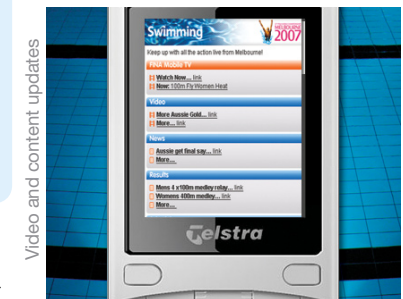 Video and content updates
Swimming
MELBOURNE
2007
Keep up with all the action live from Melbourne!
FINA Mobile TV
Watch Now... link
Now: 100m Fly Women Heat
Video
More Aussie Gold... link
More... link
News
Aussie get final say... link
More...
Results
Mens 4 x100m medley relay... link
Womens 400m medley... link
More...
Telstra